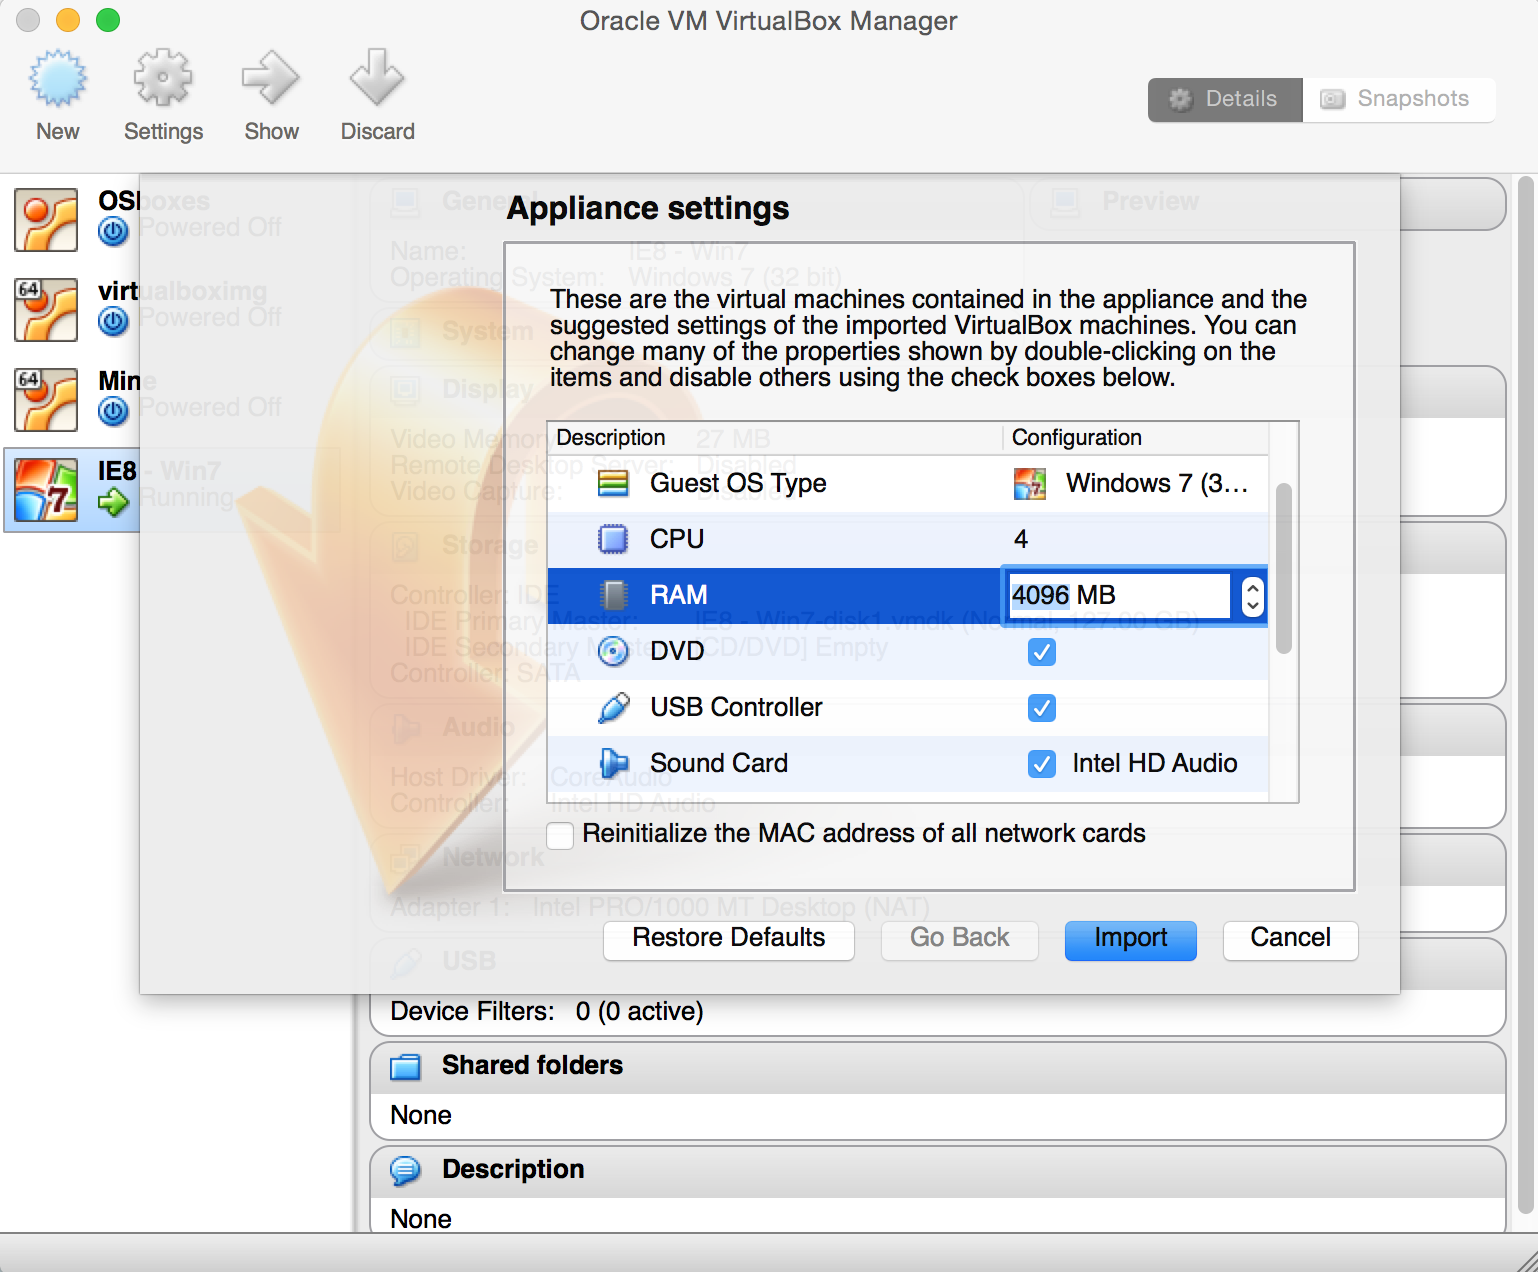 Oracle VM VirtualBox Manager
New
Settings
Show
Discard
Details
Snapshots
OSboxes
Powered Off
64
virtualboximg
Powered Off
64
Mine
Powered Off
IE8 - Win7
Running
General
Preview
Name: IE8 - Win7
Operating System: Windows 7 (32 bit)
System
Display
Video Memory: 27 MB
Remote Desktop Server: Disabled
Video Capture: Disabled
Storage
Controller: IDE
IDE Primary Master: IE8 - Win7-disk1.vmdk (Normal, 127.00 GB)
IDE Secondary Master: [CD/DVD] Empty
Controller: SATA
Audio
Host Driver: CoreAudio
Controller: Intel HD Audio
Network
Adapter 1: Intel PRO/1000 MT Desktop (NAT)
USB
Appliance settings
These are the virtual machines contained in the appliance and the
suggested settings of the imported VirtualBox machines. You can
change many of the properties shown by double-clicking on the
items and disable others using the check boxes below.
Description Configuration
Guest OS Type Windows 7 (3…
CPU 4
RAM 4096 MB
DVD
USB Controller
Sound Card Intel HD Audio
Reinitialize the MAC address of all network cards
Restore Defaults
Go Back
Import
Cancel
Device Filters: 0 (0 active)
Shared folders
None
Description
None